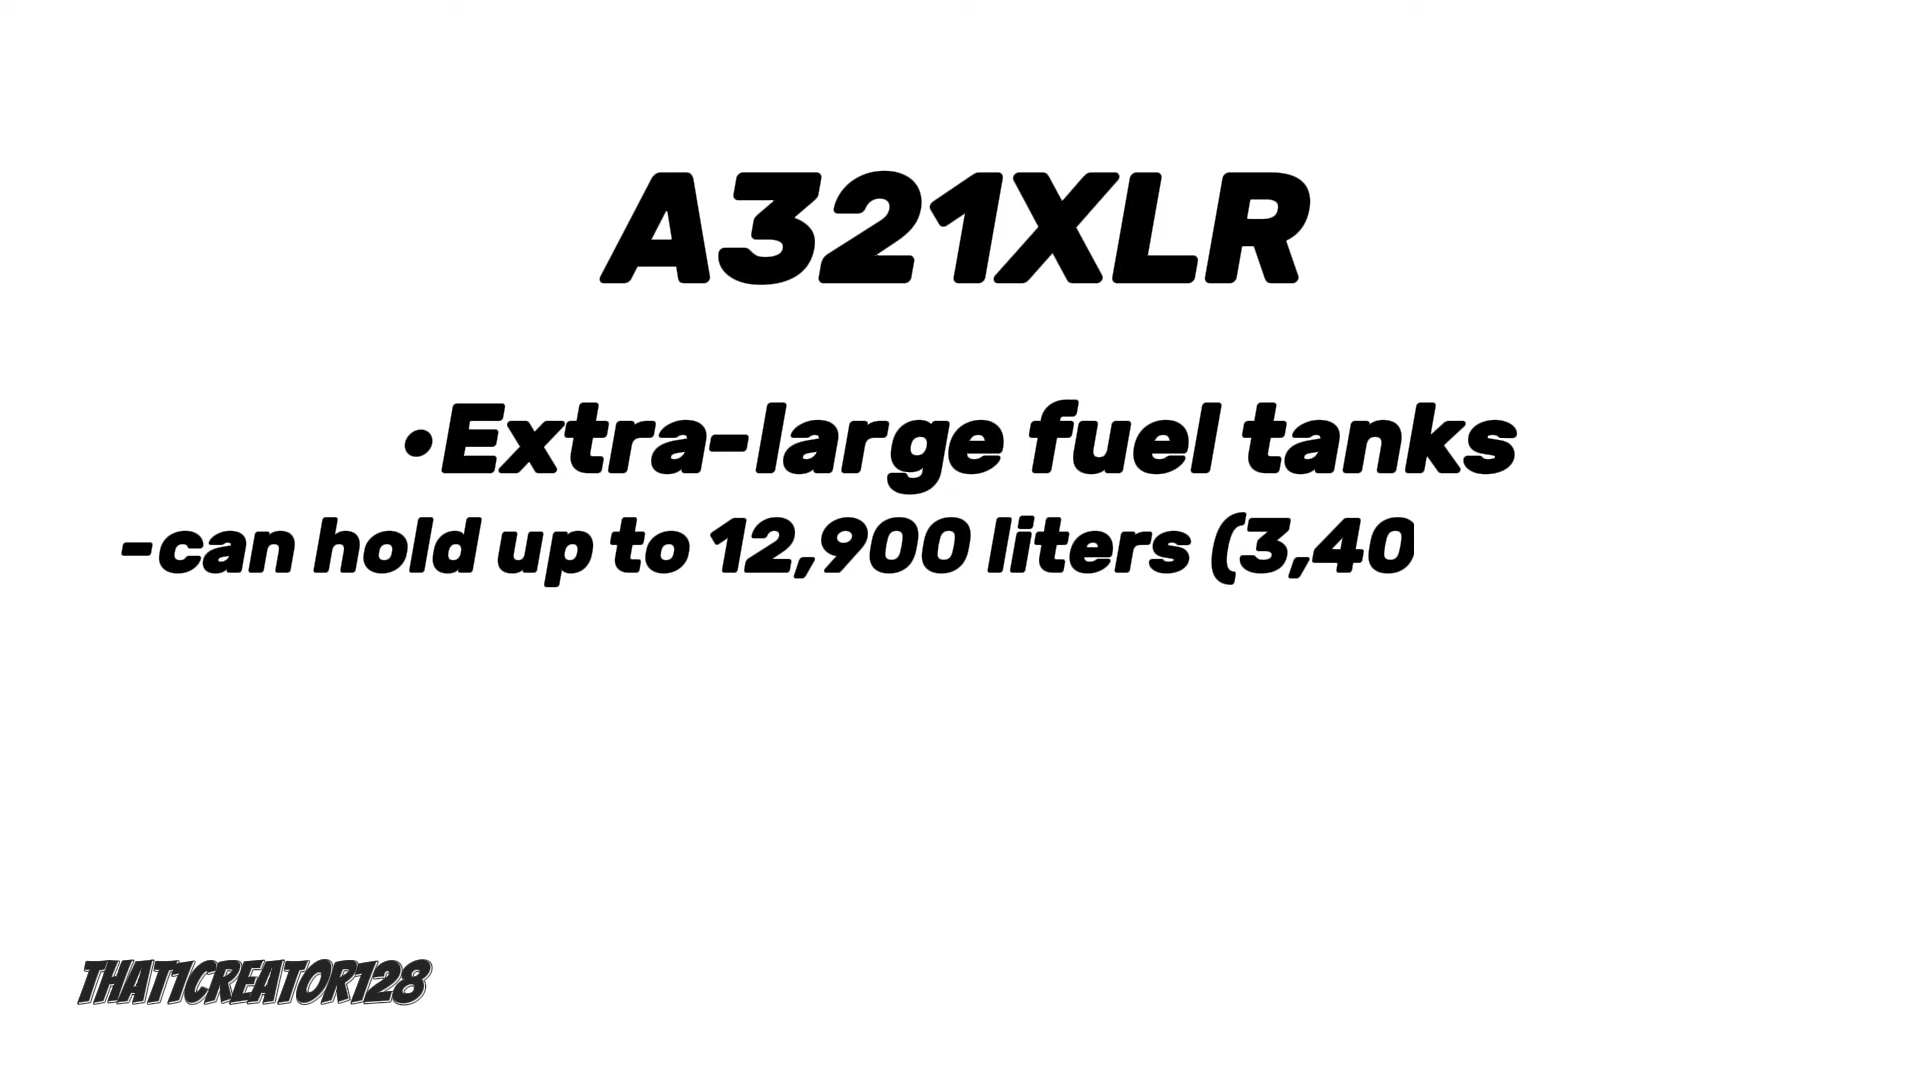 A321XLR
•Extra-large fuel tanks
-can hold up to 12,900 liters (3,40
THAT1CREATOR128